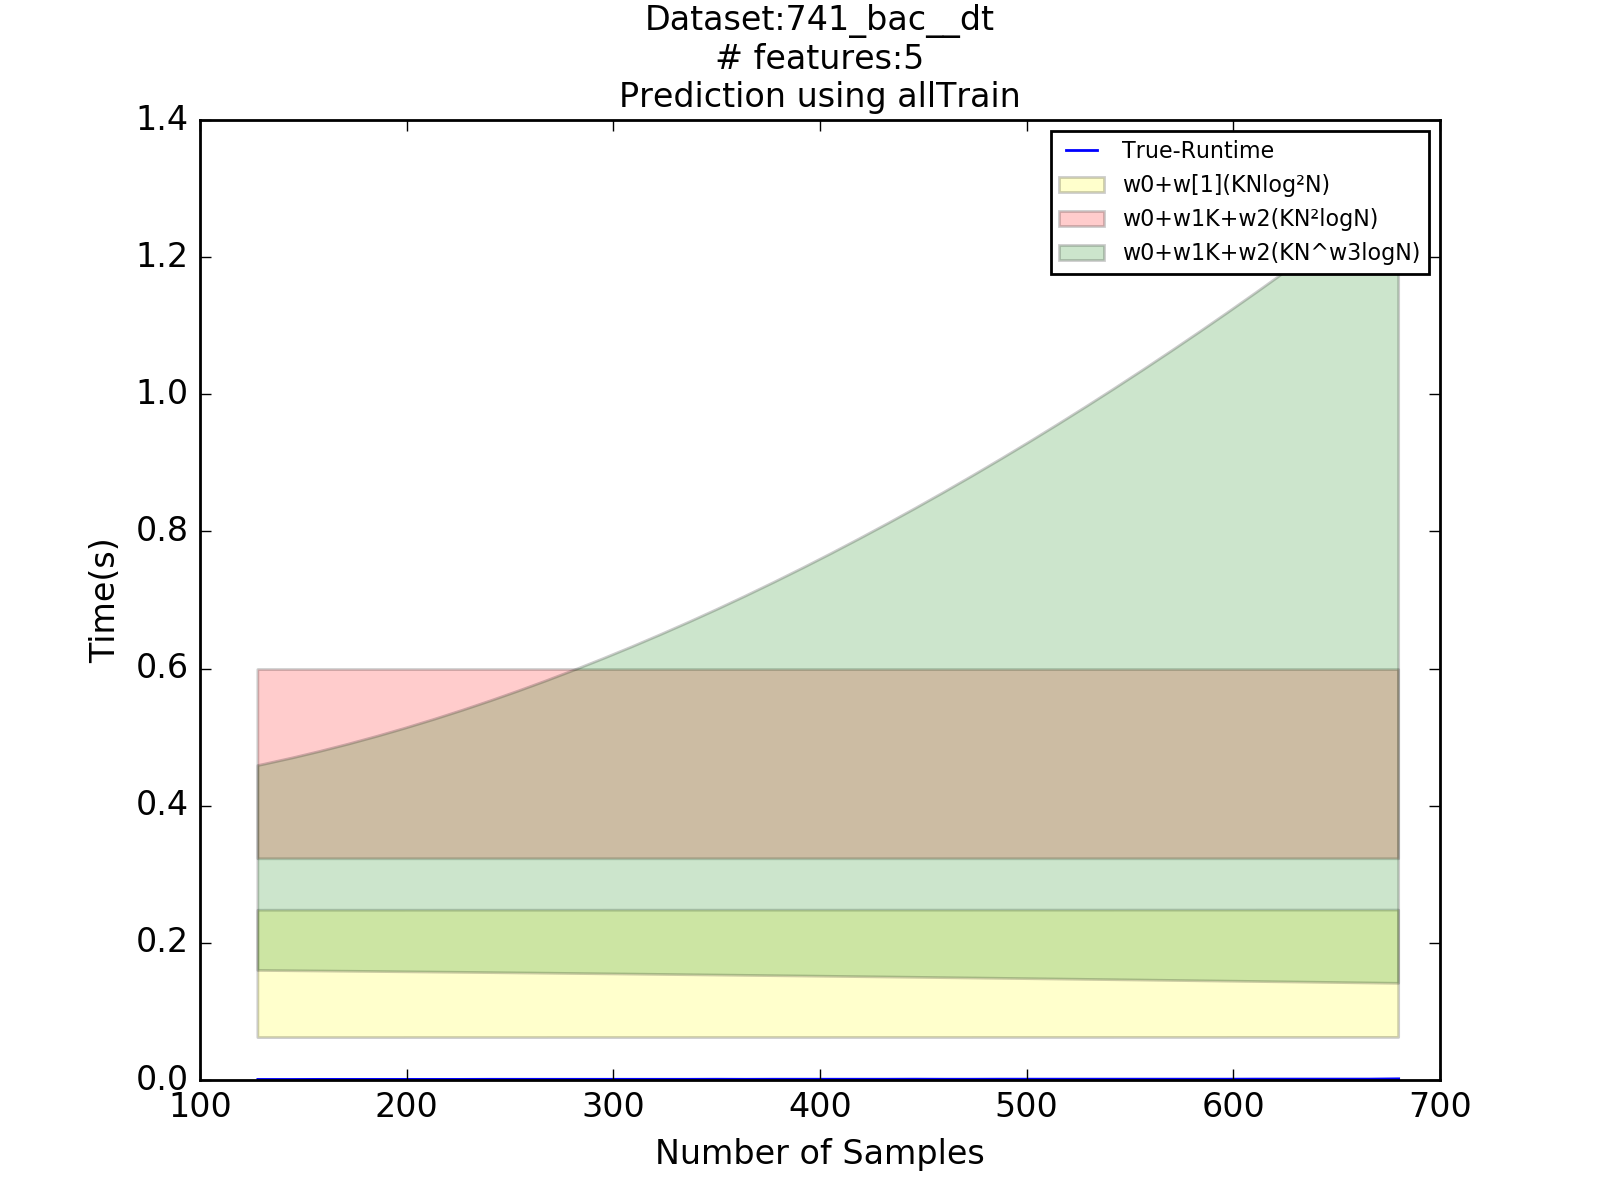 Dataset:741_bac__dt
# features:5
Prediction using allTrain
True-Runtime
w0+w[1](KNlog²N)
w0+w1K+w2(KN²logN)
w0+w1K+w2(KN^w3logN)
1.4
1.2
1.0
0.8
0.6
0.4
0.2
0.0
Time(s)
100 200 300 400 500 600 700
Number of Samples